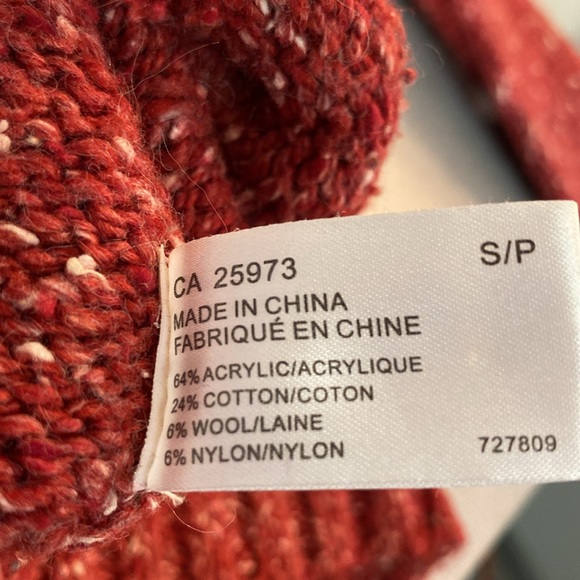 CA 25973 S/P
MADE IN CHINA
FABRIQUÉ EN CHINE
64% ACRYLIC/ACRYLIQUE
24% COTTON/COTON
6% WOOL/LAINE
6% NYLON/NYLON 727809